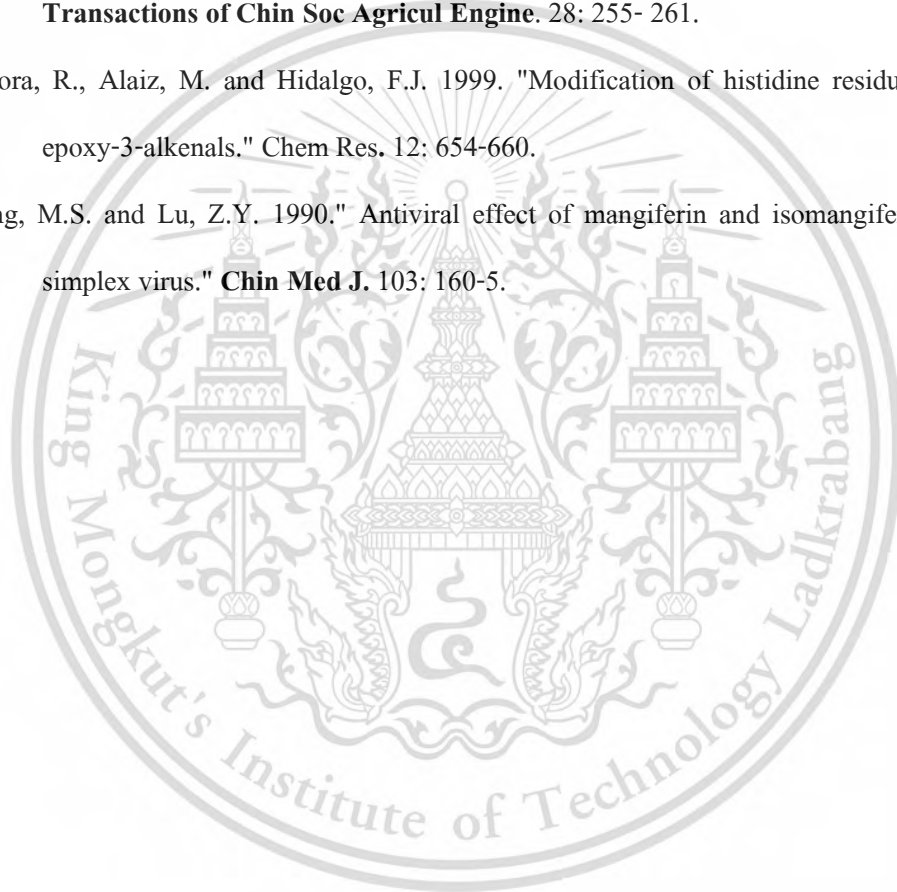 Transactions of Chin Soc Agricul Engine. 28: 255- 261.
ora, R., Alaiz, M. and Hidalgo, F.J. 1999. "Modification of histidine residu
epoxy-3-alkenals." Chem Res. 12: 654-660.
ng, M.S. and Lu, Z.Y. 1990." Antiviral effect of mangiferin and isomangife
simplex virus." Chin Med J. 103: 160-5.
King Mongkut's Institute of Technology Ladkrabang